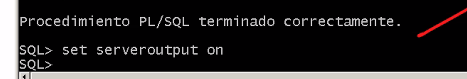 Procedimiento PL/SQL terminado correctamente.
SQL> set serveroutput on
SQL>